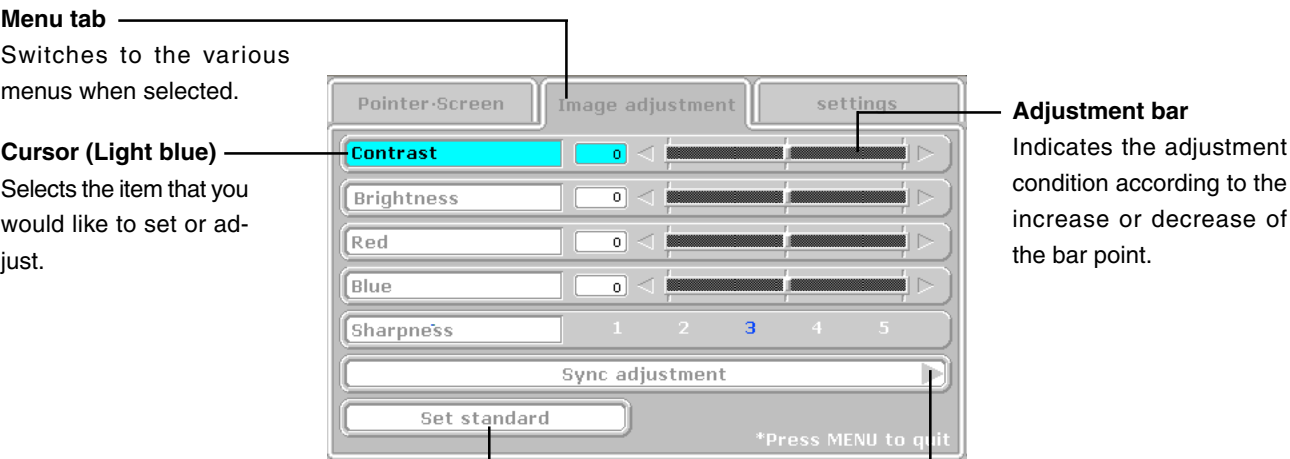 Menu tab
Switches to the various
menus when selected.
Cursor (Light blue)
Selects the item that you
would like to set or ad-
just.
Pointer·Screen
Image adjustment
settings
Contrast 0
Brightness 0
Red 0
Blue 0
Sharpness 1 2 3 4 5
Sync adjustment
Set standard
*Press MENU to quit
Adjustment bar
Indicates the adjustment
condition according to the
increase or decrease of
the bar point.